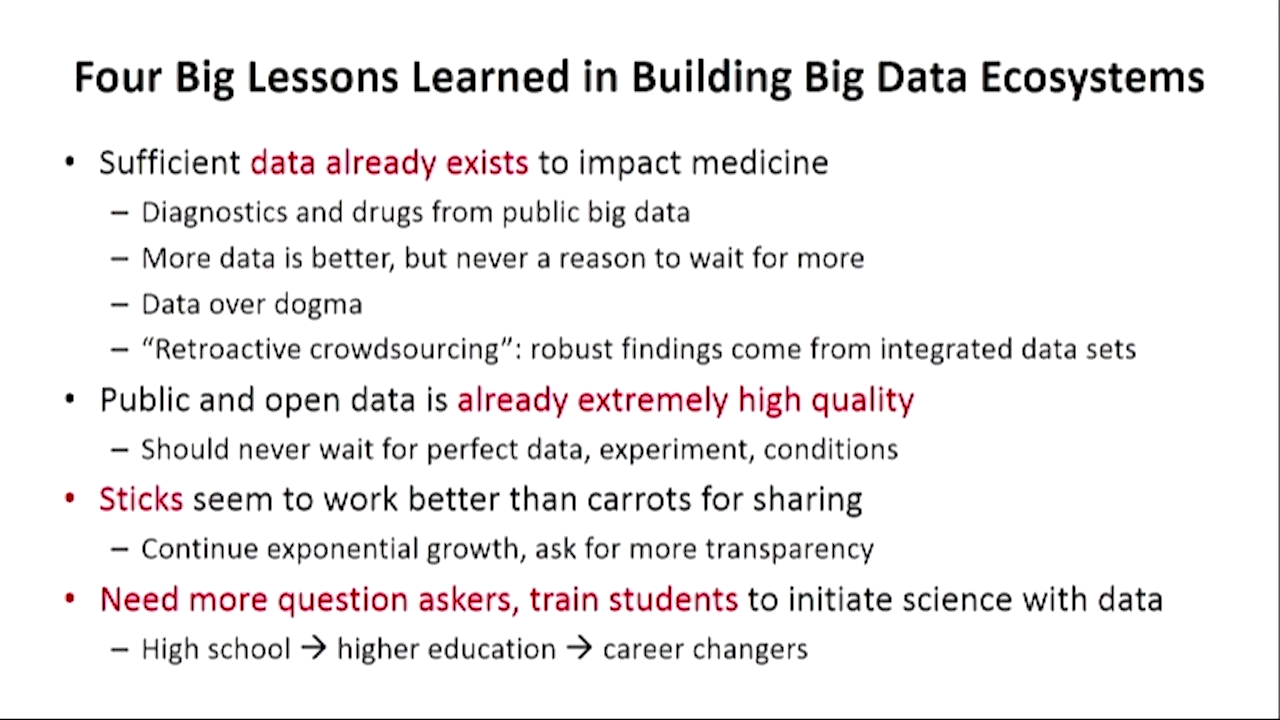 Four Big Lessons Learned in Building Big Data Ecosystems
• Sufficient data already exists to impact medicine
– Diagnostics and drugs from public big data
– More data is better, but never a reason to wait for more
– Data over dogma
– “Retroactive crowdsourcing”: robust findings come from integrated data sets
• Public and open data is already extremely high quality
– Should never wait for perfect data, experiment, conditions
• Sticks seem to work better than carrots for sharing
– Continue exponential growth, ask for more transparency
• Need more question askers, train students to initiate science with data
– High school → higher education → career changers